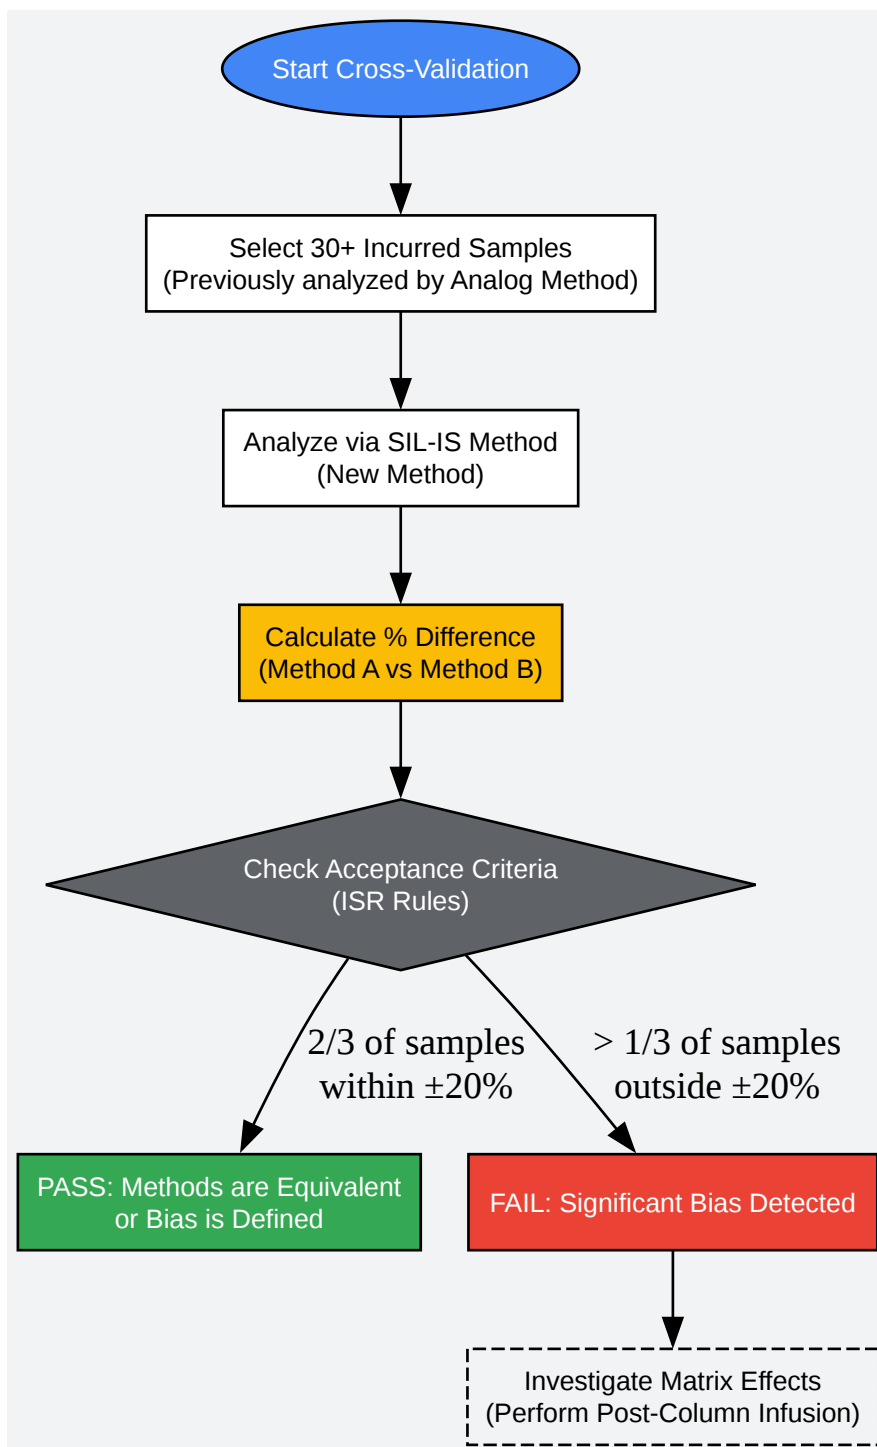 Start Cross-Validation
Select 30+ Incurred Samples
(Previously analyzed by Analog Method)
Analyze via SIL-IS Method
(New Method)
Calculate % Difference
(Method A vs Method B)
Check Acceptance Criteria
(ISR Rules)
2/3 of samples
within ±20%
> 1/3 of samples
outside ±20%
PASS: Methods are Equivalent
or Bias is Defined
FAIL: Significant Bias Detected
Investigate Matrix Effects
(Perform Post-Column Infusion)